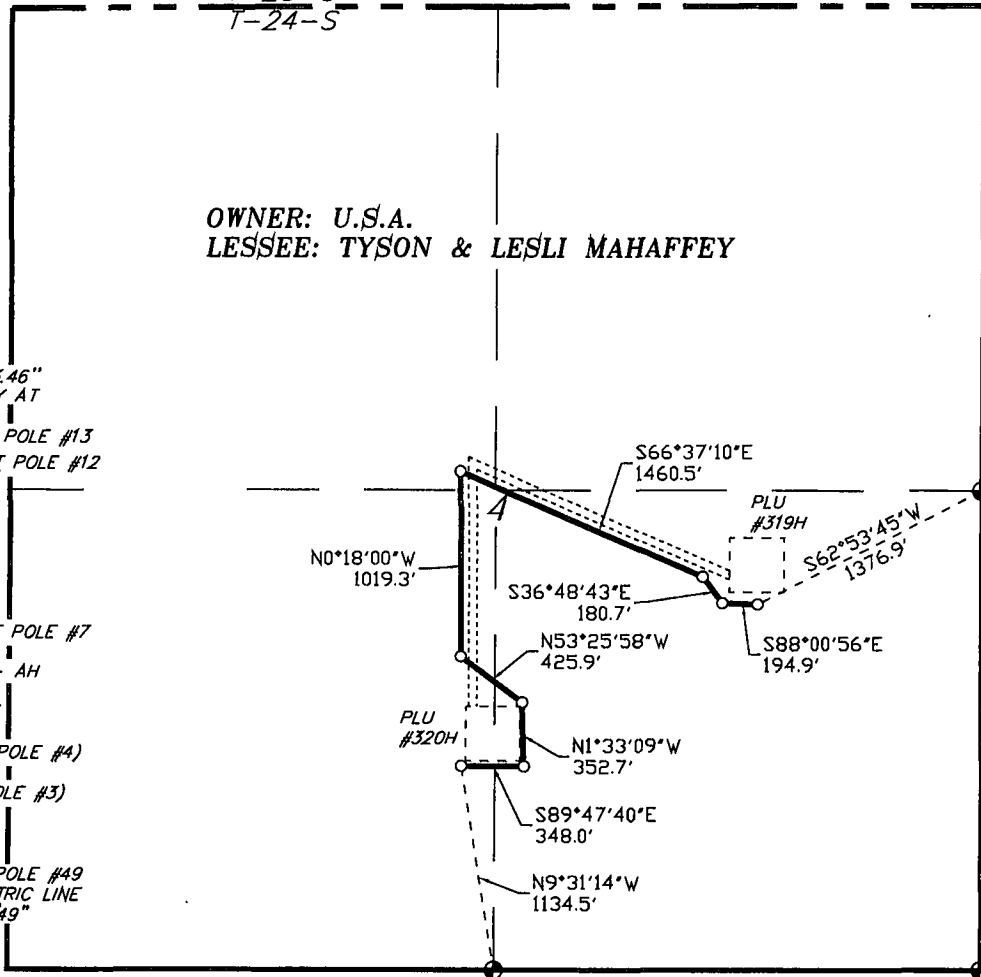 T-24-S
OWNER: U.S.A.
LESSEE: TYSON & LESLI MAHAFFEY
46"
AT
POLE #13
POLE #12
S66°37'10"E
1460.5'
4
PLU
#319H
S62°53'45"W
1376.9'
N0°18'00"W
1019.3'
S36°48'43"E
180.7'
POLE #7
N53°25'58"W
425.9'
S88°00'56"E
194.9'
AH
PLU
#320H
POLE #4)
N1°33'09"W
352.7'
#3)
S89°47'40"E
348.0'
POLE #49
LINE
49"
N9°31'14"W
1134.5'